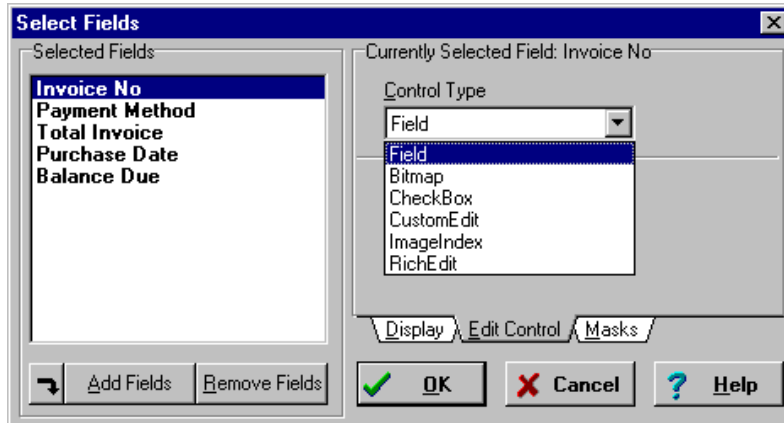 Select Fields
Selected Fields
Invoice No
Payment Method
Total Invoice
Purchase Date
Balance Due
Add Fields
Remove Fields
Currently Selected Field: Invoice No
Control Type
Field
Field
Bitmap
CheckBox
CustomEdit
ImageIndex
RichEdit
Display
Edit Control
Masks
OK
Cancel
Help